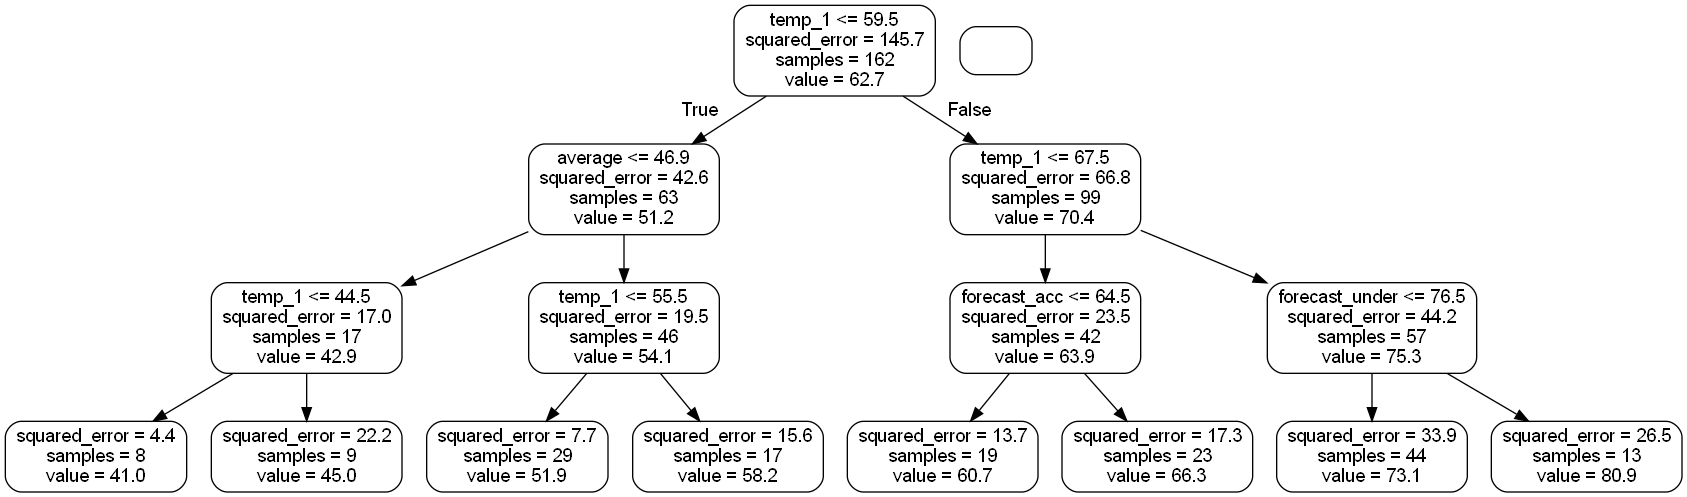 temp_1 <= 59.5
squared_error = 145.7
samples = 162
value = 62.7
True
False
average <= 46.9
squared_error = 42.6
samples = 63
value = 51.2
temp_1 <= 67.5
squared_error = 66.8
samples = 99
value = 70.4
temp_1 <= 44.5
squared_error = 17.0
samples = 17
value = 42.9
temp_1 <= 55.5
squared_error = 19.5
samples = 46
value = 54.1
forecast_acc <= 64.5
squared_error = 23.5
samples = 42
value = 63.9
forecast_under <= 76.5
squared_error = 44.2
samples = 57
value = 75.3
squared_error = 4.4
samples = 8
value = 41.0
squared_error = 22.2
samples = 9
value = 45.0
squared_error = 7.7
samples = 29
value = 51.9
squared_error = 15.6
samples = 17
value = 58.2
squared_error = 13.7
samples = 19
value = 60.7
squared_error = 17.3
samples = 23
value = 66.3
squared_error = 33.9
samples = 44
value = 73.1
squared_error = 26.5
samples = 13
value = 80.9